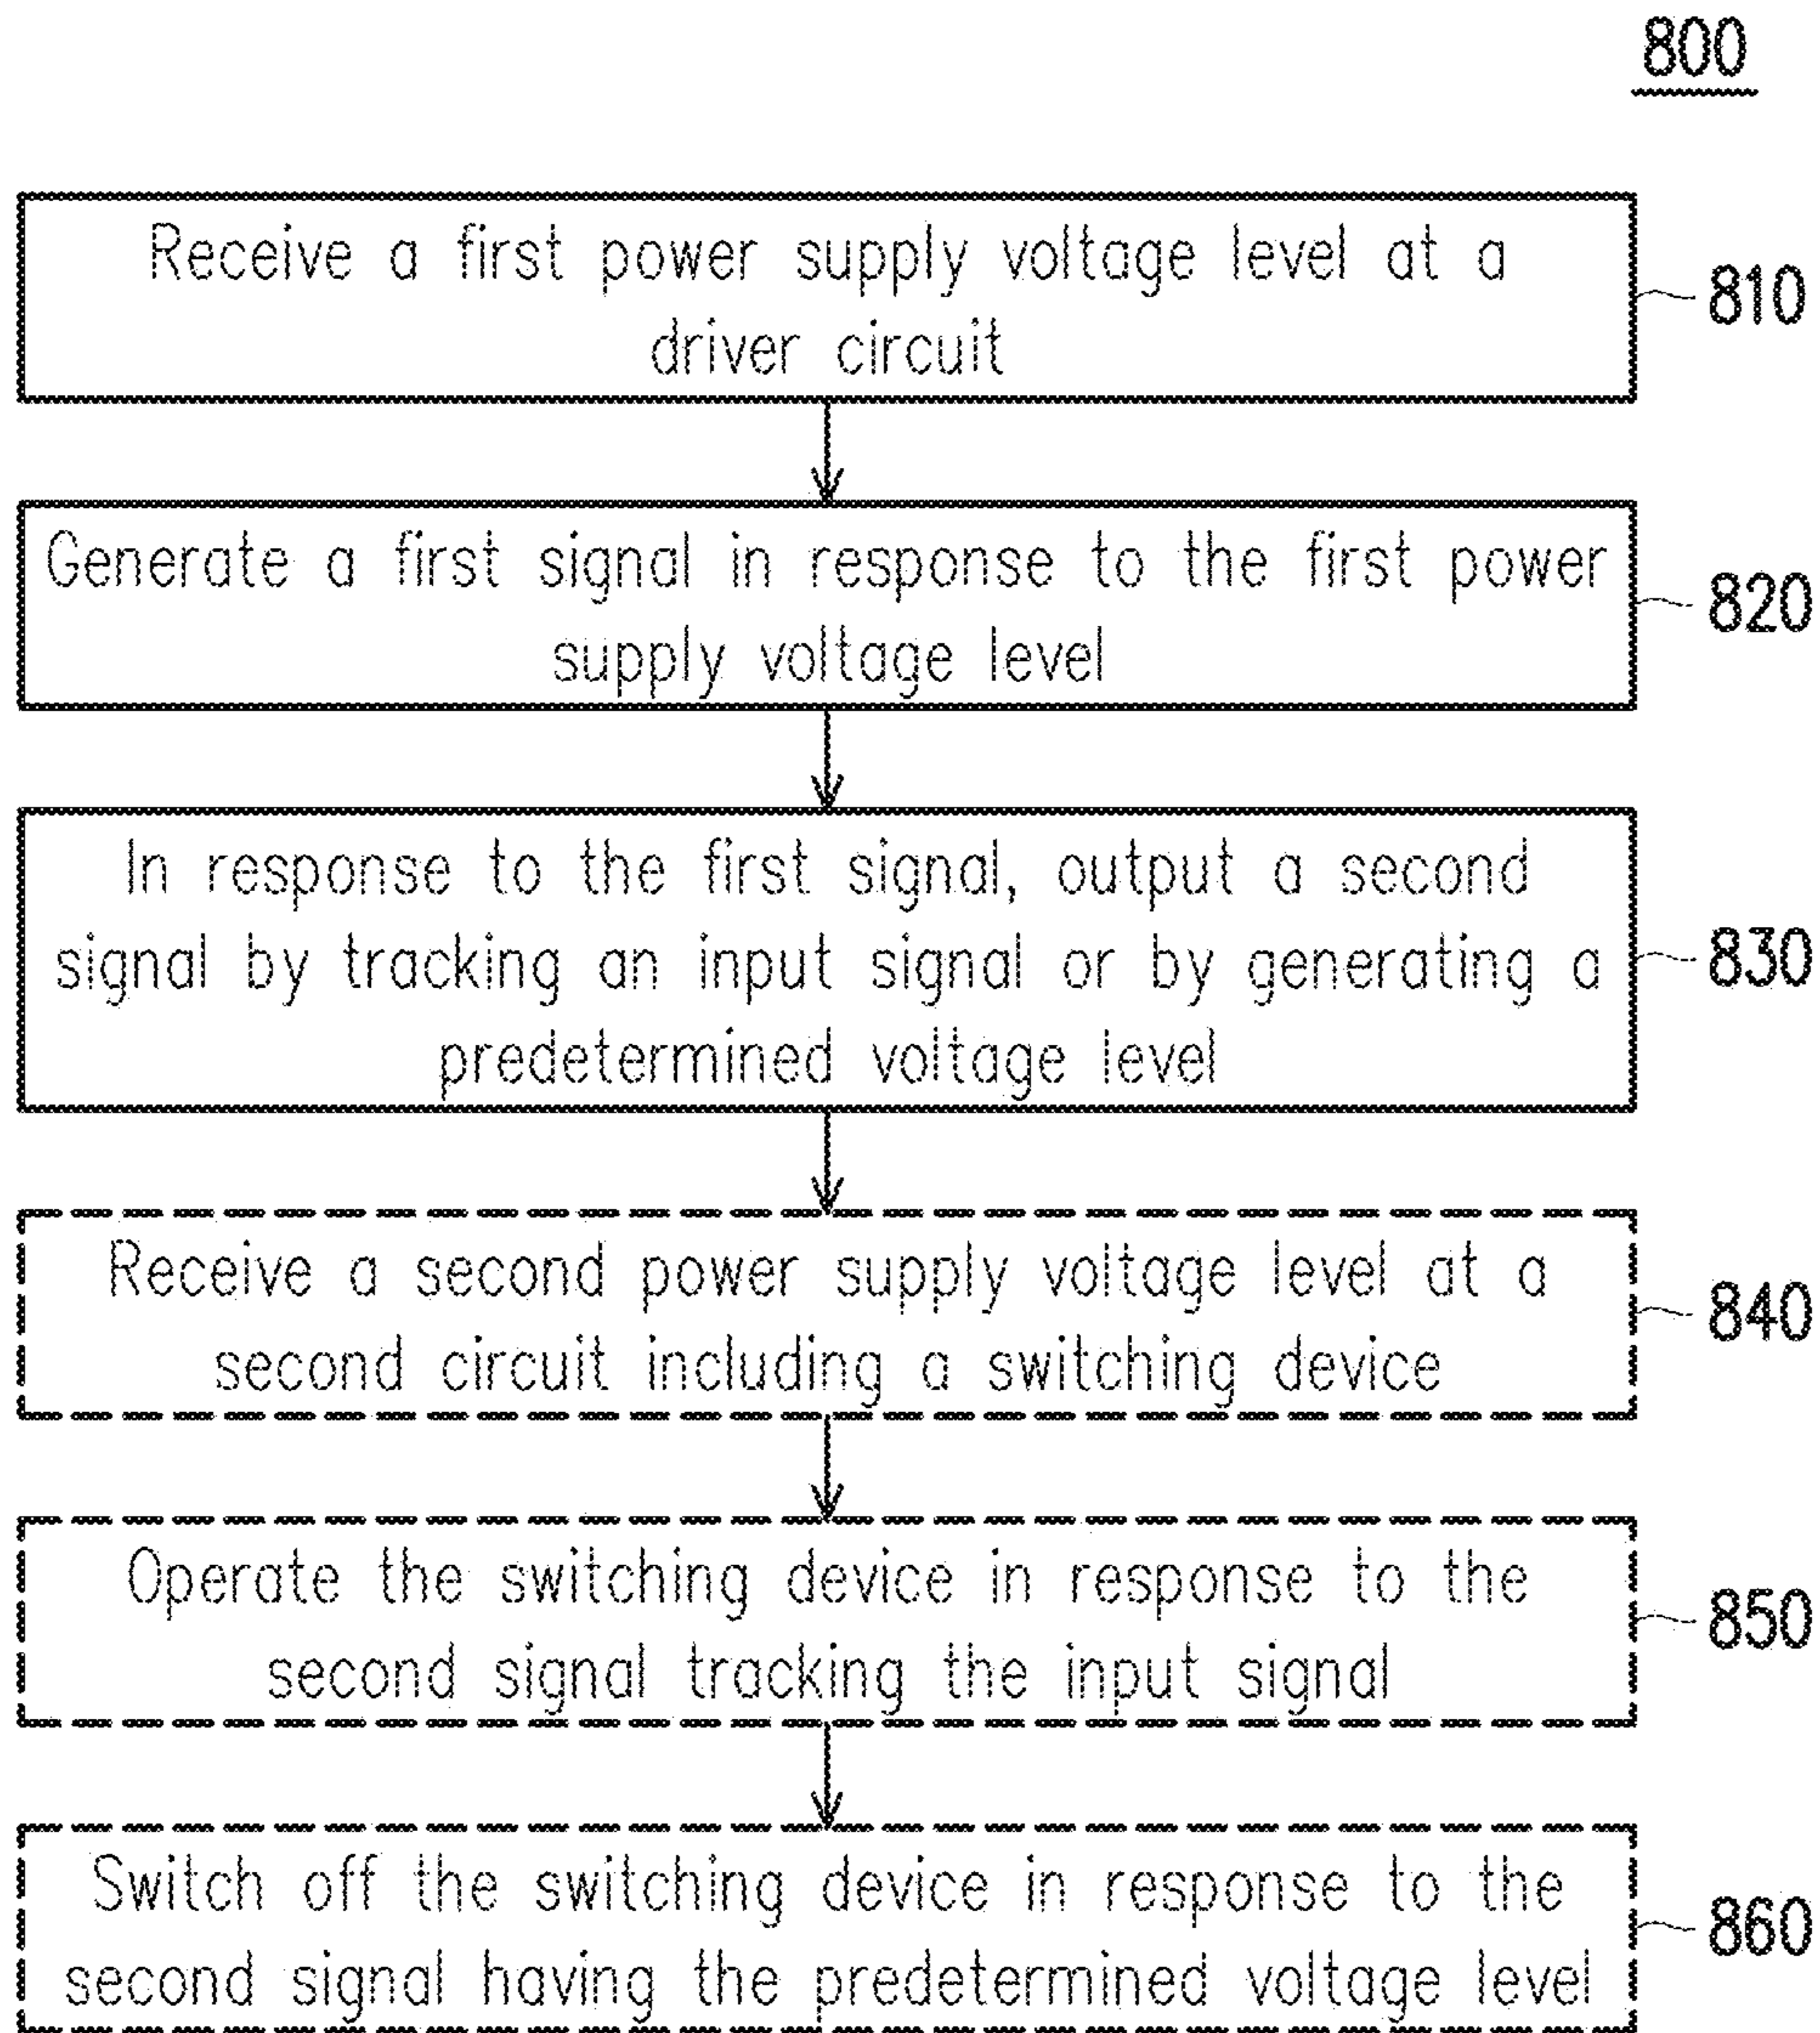 800
Receive a first power supply voltage level at a
driver circuit
810
Generate a first signal in response to the first power
supply voltage level
820
In response to the first signal, output a second
signal by tracking an input signal or by generating a
predetermined voltage level
830
Receive a second power supply voltage level at a
second circuit including a switching device
840
Operate the switching device in response to the
second signal tracking the input signal
850
Switch off the switching device in response to the
second signal having the predetermined voltage level
860